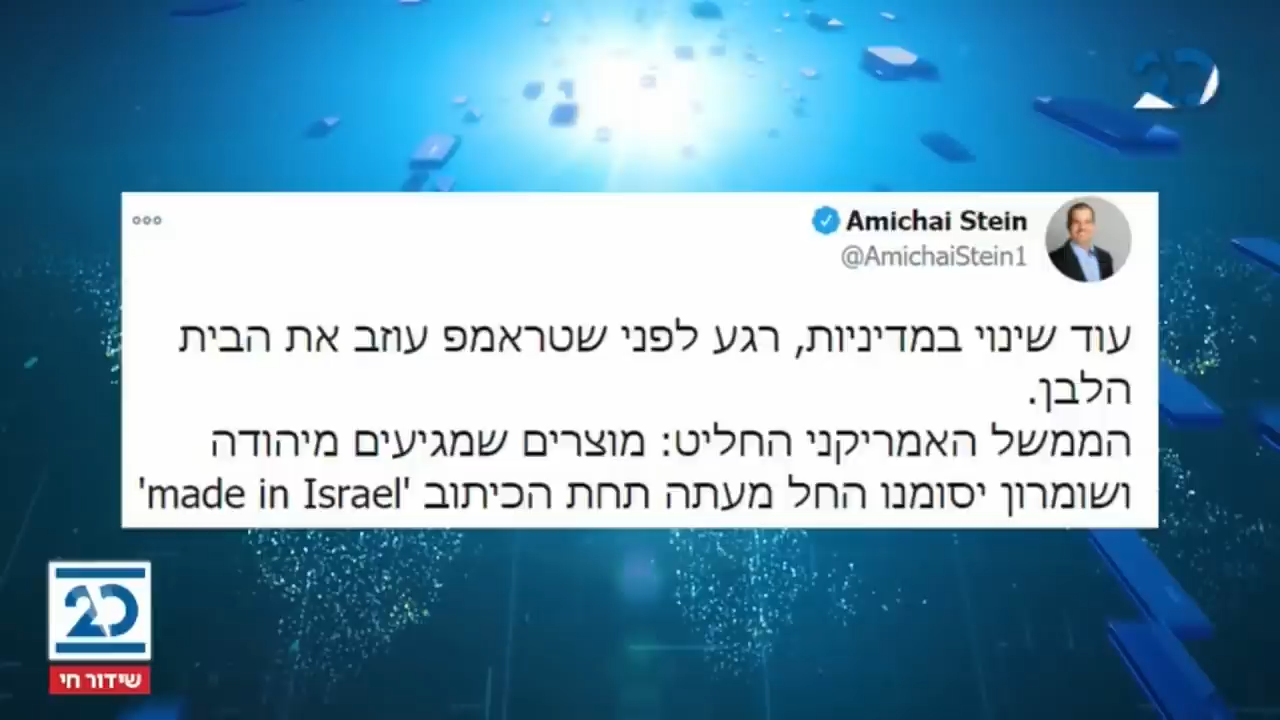 20
Amichai Stein
@AmichaiStein1
עוד שינוי במדיניות, רגע לפני שטראמפ עוזב את הבית
הלבן.
הממשל האמריקני החליט: מוצרים שמגיעים מיהודה
ושומרון יסומנו החל מעתה תחת הכיתוב 'made in Israel'
20
שידור חי